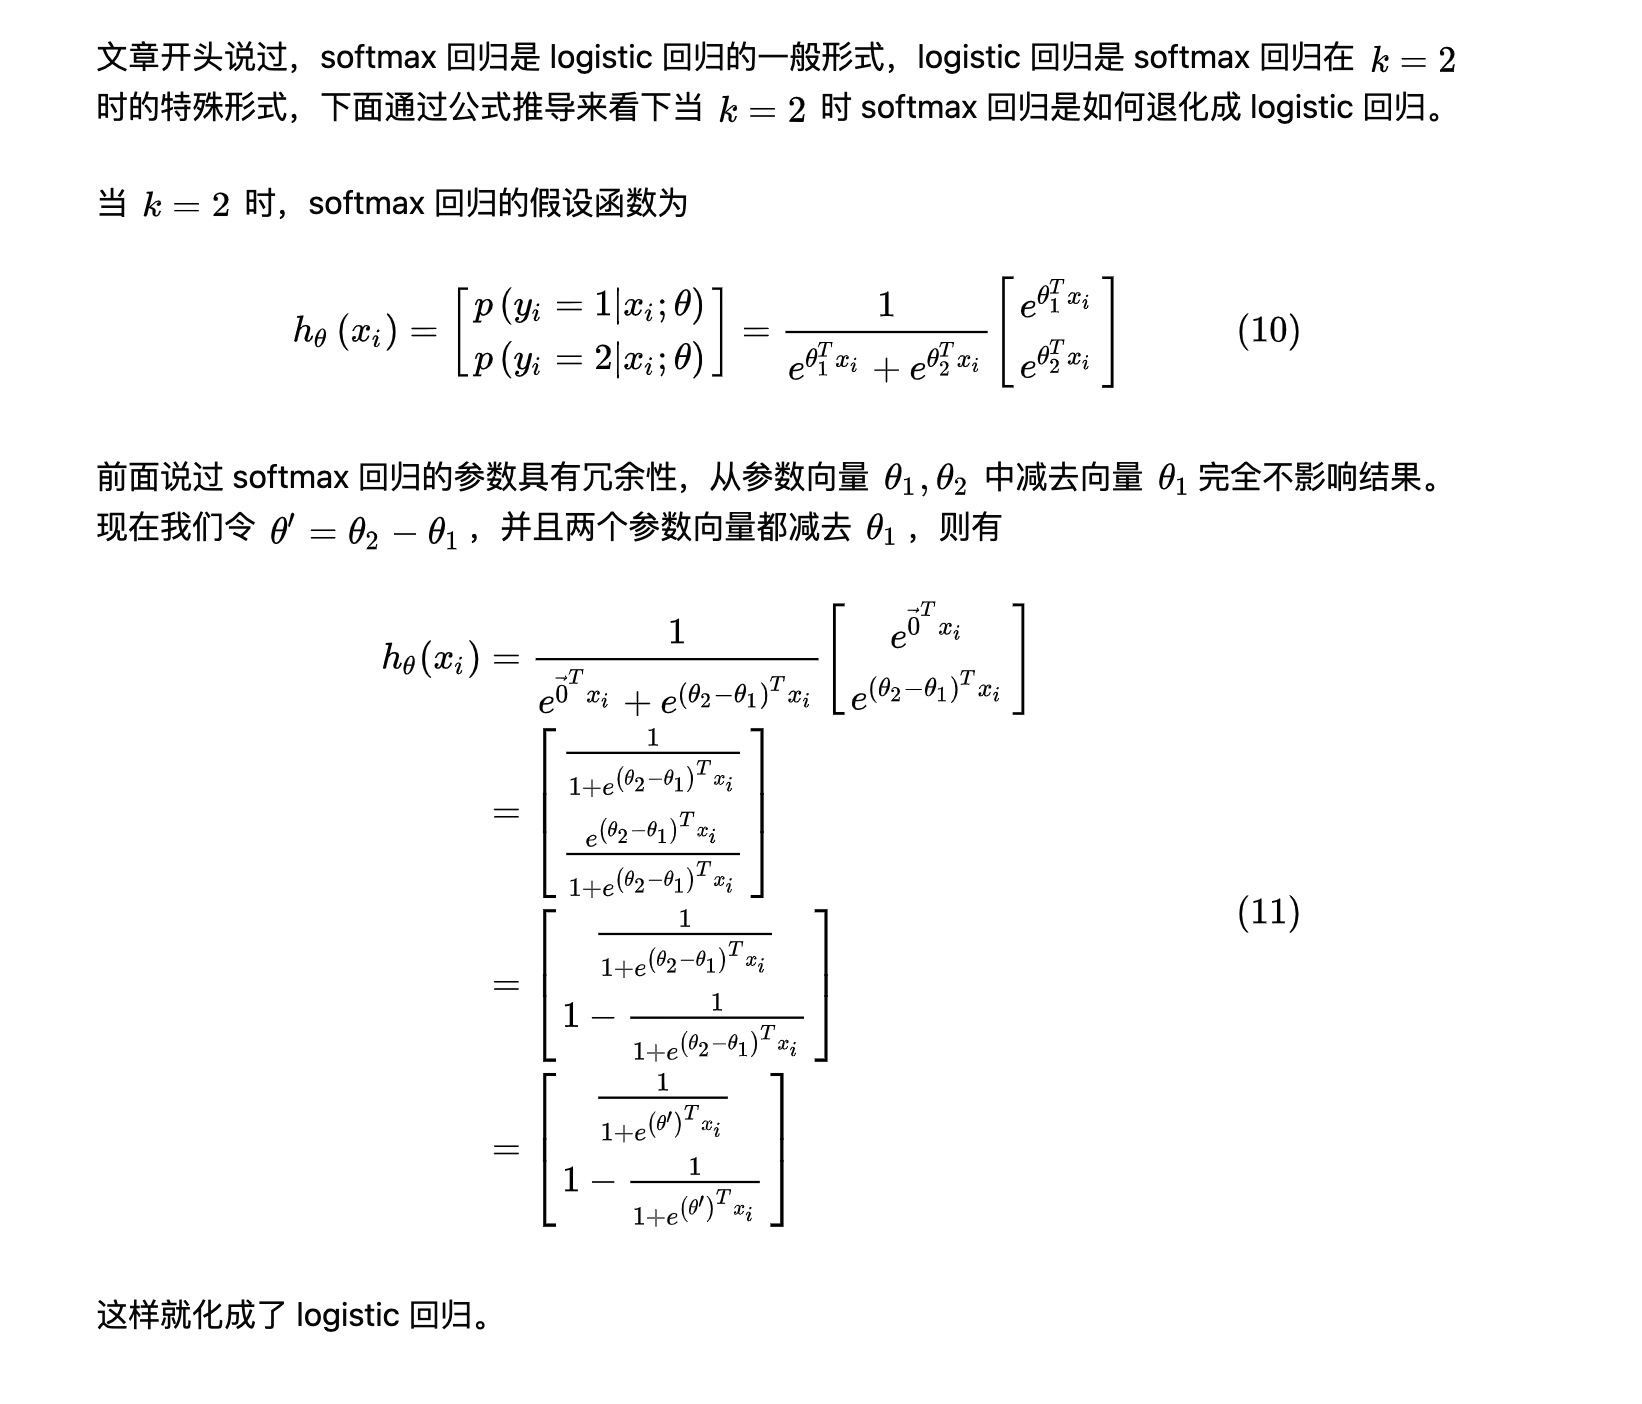 文章开头说过，softmax 回归是 logistic 回归的一般形式，logistic 回归是 softmax 回归在 $k = 2$
时的特殊形式，下面通过公式推导来看下当 $k = 2$ 时 softmax 回归是如何退化成 logistic 回归。
当 $k = 2$ 时，softmax 回归的假设函数为
$h_\theta(x_i) = \begin{bmatrix} p(y_i = 1|x_i;\theta) \\ p(y_i = 2|x_i;\theta) \end{bmatrix} = \frac{1}{e^{\theta_1^T x_i} + e^{\theta_2^T x_i}} \begin{bmatrix} e^{\theta_1^T x_i} \\ e^{\theta_2^T x_i} \end{bmatrix} \quad (10)$
前面说过 softmax 回归的参数具有冗余性，从参数向量 $\theta_1, \theta_2$ 中减去向量 $\theta_1$ 完全不影响结果。
现在我们令 $\theta' = \theta_2 - \theta_1$，并且两个参数向量都减去 $\theta_1$，则有
$h_\theta(x_i) = \frac{1}{e^{\vec{0}^T x_i} + e^{(\theta_2 - \theta_1)^T x_i}} \begin{bmatrix} e^{\vec{0}^T x_i} \\ e^{(\theta_2 - \theta_1)^T x_i} \end{bmatrix}$
$= \begin{bmatrix} \frac{1}{1+e^{(\theta_2-\theta_1)^T x_i}} \\ \frac{e^{(\theta_2-\theta_1)^T x_i}}{1+e^{(\theta_2-\theta_1)^T x_i}} \end{bmatrix}$
$= \begin{bmatrix} \frac{1}{1+e^{(\theta_2-\theta_1)^T x_i}} \\ 1 - \frac{1}{1+e^{(\theta_2-\theta_1)^T x_i}} \end{bmatrix} \quad (11)$
$= \begin{bmatrix} \frac{1}{1+e^{(\theta')^T x_i}} \\ 1 - \frac{1}{1+e^{(\theta')^T x_i}} \end{bmatrix}$
这样就化成了 logistic 回归。